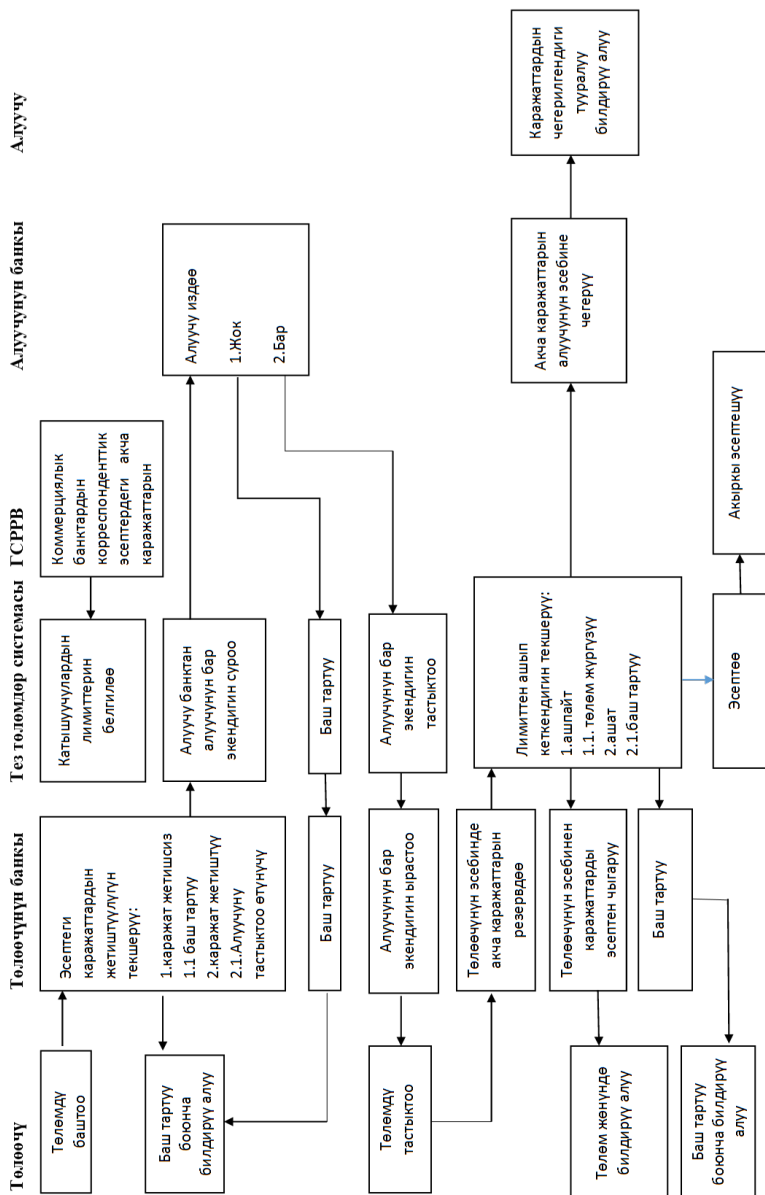 Төлөөчү
Төлөөчүнүн банкы
Тез төлөмдөр системасы
ГСРРВ
Алуучунун банкы
Алуучу
Төлөмдү
баштоо
Эсептеги
каражаттардын
жетиштүүлүгүн
текшерүү:
1.каражат жетишсиз
1.1 баш тартуу
2.каражат жетиштүү
2.1.Алуучуну
тастыктоо өтүнүчү
Катышуучулардын
лимиттерин
белгилөө
Коммерциялык
банктардын
корреспонденттик
эсептердеги акча
каражаттарын
Баш тартуу
боюнча
билдирүү алуу
Алуучу банктан
алуучунун бар
экендигин суроо
Алуучу издөө
1.Жок
2.Бар
Баш тартуу
Баш тартуу
Төлөмдү
тастыктоо
Алуучунун бар
экендигин ырастоо
Алуучунун бар
экендигин
тастыктоо
Төлөөчүнүн эсебинде
акча каражаттарын
резервдөө
Лимиттен ашып
кеткендигин текшерүү:
1.ашпайт
1.1. төлөм жүргүзүү
2.ашат
2.1.баш тартуу
Акча каражаттарын
алуучунун эсебине
чегерүү
Каражаттардын
чегерилгендиги
тууралуу
билдирүү алуу
Төлөөчүнүн эсебинен
каражаттарды
эсептен чыгаруу
Төлөм жөнүндө
билдирүү алуу
Баш тартуу
Баш тартуу
боюнча билдирүү
алуу
Эсептөө
Акыркы эсептешүү